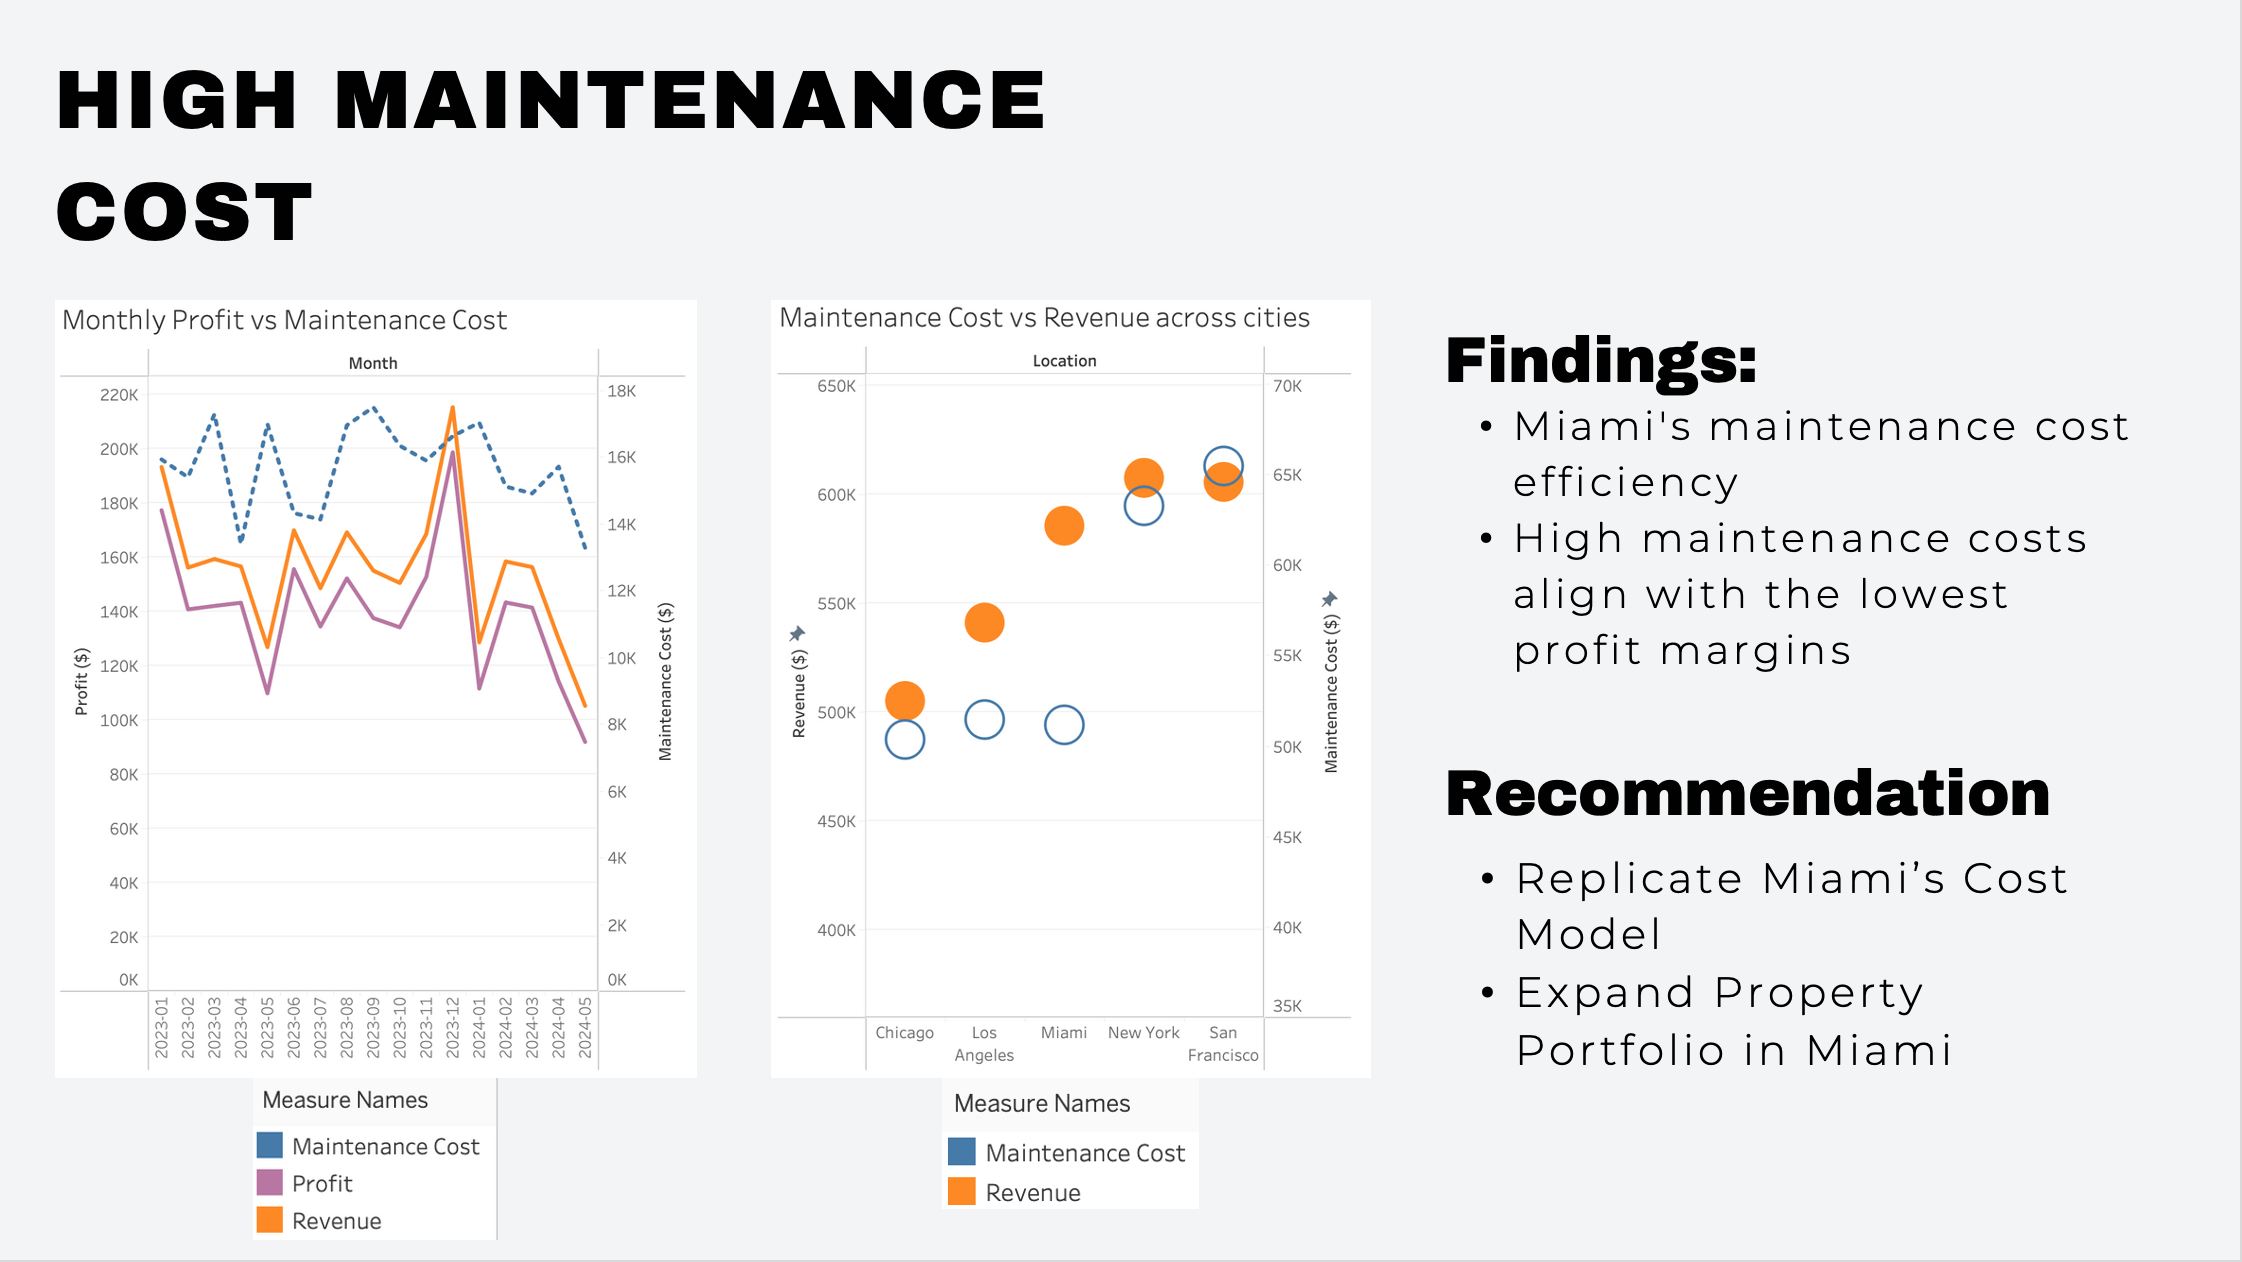 HIGH MAINTENANCE
COST
Monthly Profit vs Maintenance Cost
Month
220K
200K
180K
160K
140K
120K
100K
80K
60K
40K
20K
0K
Profit ($)
18K
16K
14K
12K
10K
8K
6K
4K
2K
0K
Maintenance Cost ($)
2023-01
2023-02
2023-03
2023-04
2023-05
2023-06
2023-07
2023-08
2023-09
2023-10
2023-11
2023-12
2024-01
2024-02
2024-03
2024-04
2024-05
Measure Names
Maintenance Cost
Profit
Revenue
Maintenance Cost vs Revenue across cities
Location
650K
600K
550K
500K
450K
400K
Revenue ($)
70K
65K
60K
55K
50K
45K
40K
35K
Maintenance Cost ($)
Chicago
Los
Angeles
Miami
New York
San
Francisco
Measure Names
Maintenance Cost
Revenue
Findings:
• Miami's maintenance cost
efficiency
• High maintenance costs
align with the lowest
profit margins
Recommendation
• Replicate Miami’s Cost
Model
• Expand Property
Portfolio in Miami